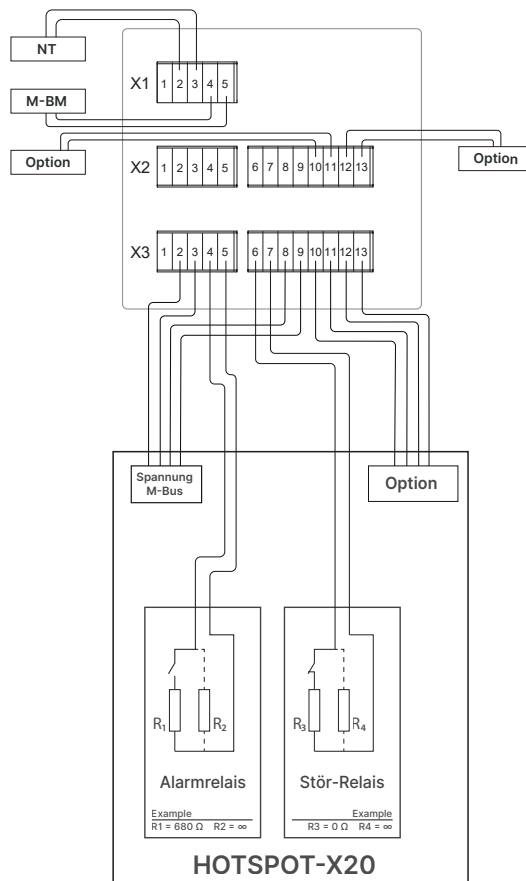 NT
X1 1 2 3 4 5
M-BM
Option
X2 1 2 3 4 5 6 7 8 9 10 11 12 13
Option
X3 1 2 3 4 5 6 7 8 9 10 11 12 13
Spannung
M-Bus
Option
R1 R2
R3 R4
Alarmrelais
Stör-Relais
Example
R1 = 680 Ω R2 = ∞
Example
R3 = 0 Ω R4 = ∞
HOTSPOT-X20